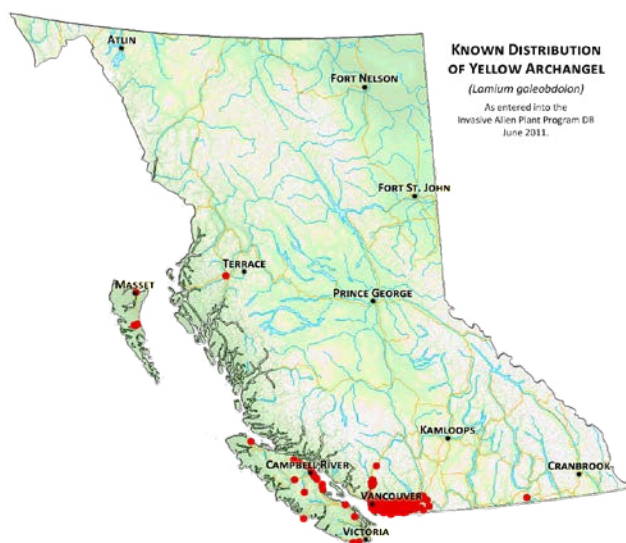 KNOWN DISTRIBUTION
OF YELLOW ARCHANGEL
(Lamium galeobdolon)
As entered into the
Invasive Alien Plant Program DB
June 2011.
ATLIN
FORT NELSON
FORT ST. JOHN
TERRACE
MASSET
PRINCE GEORGE
KAMLOOPS
CAMPBELL RIVER
CRANBROOK
VANCOUVER
VICTORIA